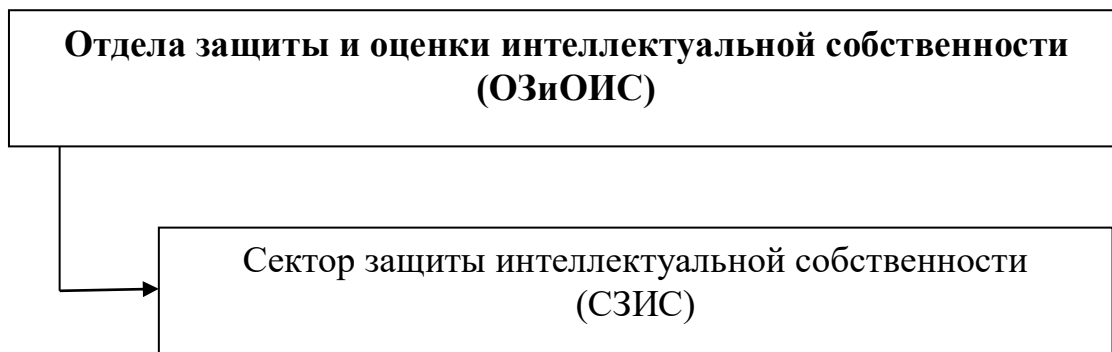 Отдела защиты и оценки интеллектуальной собственности
(ОЗиОИС)
Сектор защиты интеллектуальной собственности
(СЗИС)